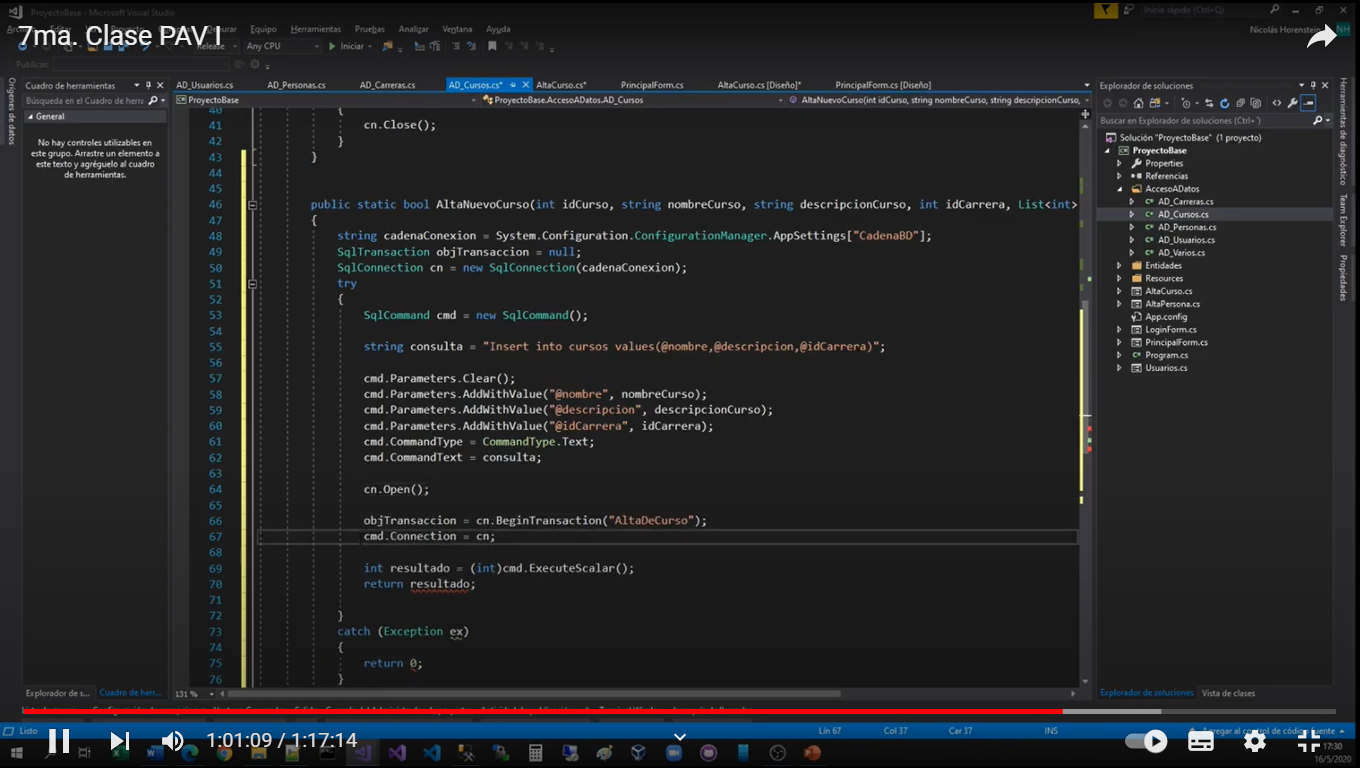 ProyectoBase - Microsoft Visual Studio
Inicio rápido (Ctrl+Q)
7ma. Clase PAV I
Equipo Herramientas Pruebas Analizar Ventana Ayuda
Nicolás Horenstein NH
Release Any CPU Iniciar
Publicar:
Orígenes de datos
Cuadro de herramientas
Búsqueda en el Cuadro de herra
General
No hay controles utilizables en
este grupo. Arrastre un elemento a
este texto y agréguelo al cuadro
de herramientas.
AD_Usuarios.cs AD_Personas.cs AD_Carreras.cs AD_Cursos.cs* AltaCurso.cs* PrincipalForm.cs AltaCurso.cs [Diseño]* PrincipalForm.cs [Diseño]
ProyectoBase ProyectoBase.AccesoADatos.AD_Cursos AltaNuevoCurso(int idCurso, string nombreCurso, string descripcionCurso,
40 {
41 cn.Close();
42 }
43 }
44
45
46 public static bool AltaNuevoCurso(int idCurso, string nombreCurso, string descripcionCurso, int idCarrera, List<int>
47 {
48 string cadenaConexion = System.Configuration.ConfigurationManager.AppSettings["CadenaBD"];
49 SqlTransaction objTransaccion = null;
50 SqlConnection cn = new SqlConnection(cadenaConexion);
51 try
52 {
53 SqlCommand cmd = new SqlCommand();
54
55 string consulta = "Insert into cursos values(@nombre,@descripcion,@idCarrera)";
56
57 cmd.Parameters.Clear();
58 cmd.Parameters.AddWithValue("@nombre", nombreCurso);
59 cmd.Parameters.AddWithValue("@descripcion", descripcionCurso);
60 cmd.Parameters.AddWithValue("@idCarrera", idCarrera);
61 cmd.CommandType = CommandType.Text;
62 cmd.CommandText = consulta;
63
64 cn.Open();
65
66 objTransaccion = cn.BeginTransaction("AltaDeCurso");
67 cmd.Connection = cn;
68
69 int resultado = (int)cmd.ExecuteScalar();
70 return resultado;
71
72 }
73 catch (Exception ex)
74 {
75 return 0;
76 }
131 %
Explorador de s... Cuadro de herr...
Explorador de soluciones
Buscar en Explorador de soluciones (Ctrl+´)
Solución "ProyectoBase" (1 proyecto)
ProyectoBase
Properties
Referencias
AccesoADatos
AD_Carreras.cs
AD_Cursos.cs
AD_Personas.cs
AD_Usuarios.cs
AD_Varios.cs
Entidades
Resources
AltaCurso.cs
AltaPersona.cs
App.config
LoginForm.cs
PrincipalForm.cs
Program.cs
Usuarios.cs
Explorador de soluciones Vista de clases
Herramientas de diagnóstico
Team Explorer
Propiedades
Listo Lín 67 Col 37 Car 37 INS Agregar al control de código fuente
1:01:09 / 1:17:14
17:30
16/5/2020